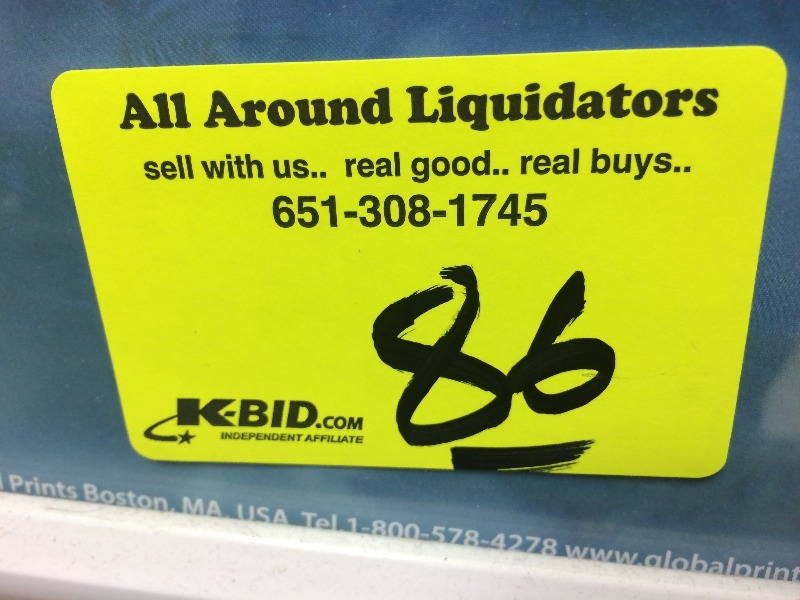 All Around Liquidators
sell with us.. real good.. real buys..
651-308-1745
86
K-BID.COM
INDEPENDENT AFFILIATE
Prints Boston, MA, USA Tel 1-800-578-4278 www.globalprint